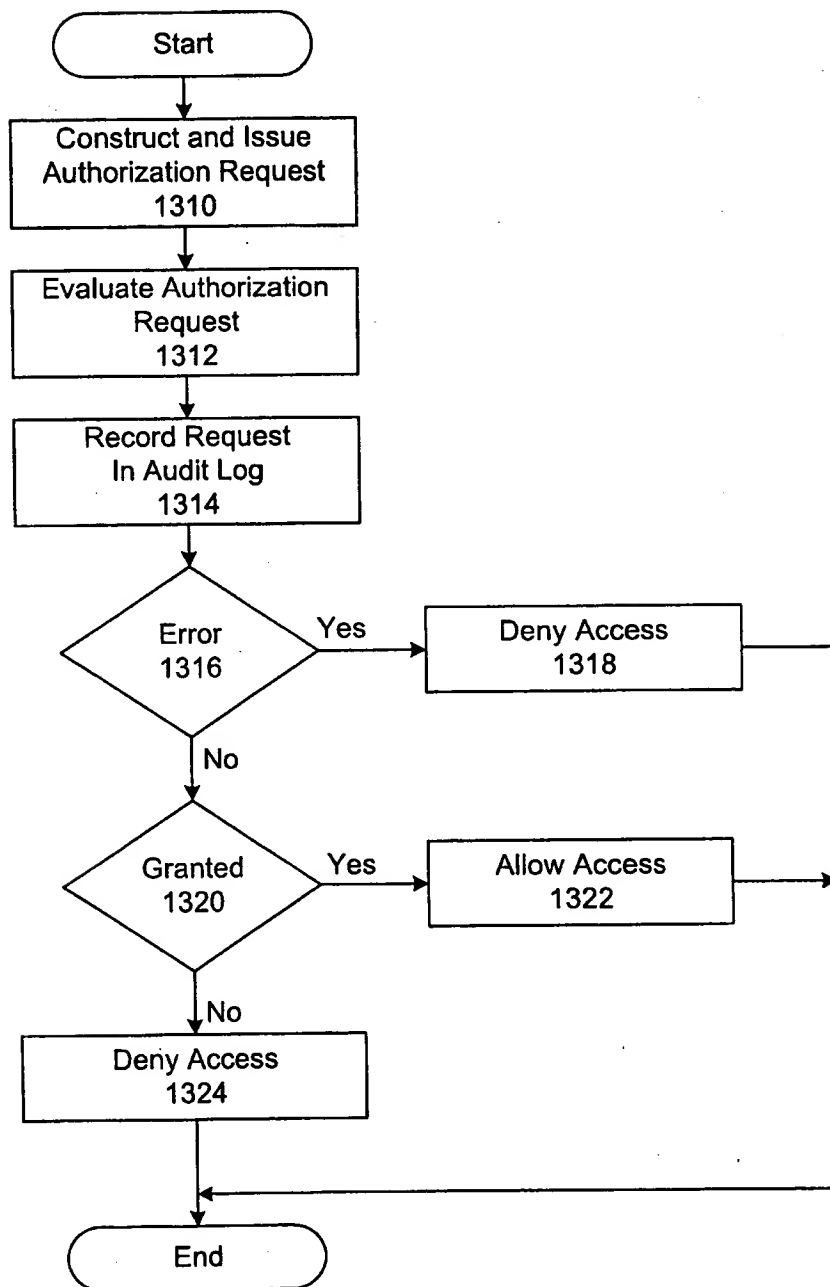 Start
Construct and Issue
Authorization Request
1310
Evaluate Authorization
Request
1312
Record Request
In Audit Log
1314
Error
1316
Yes
Deny Access
1318
No
Granted
1320
Yes
Allow Access
1322
No
Deny Access
1324
End